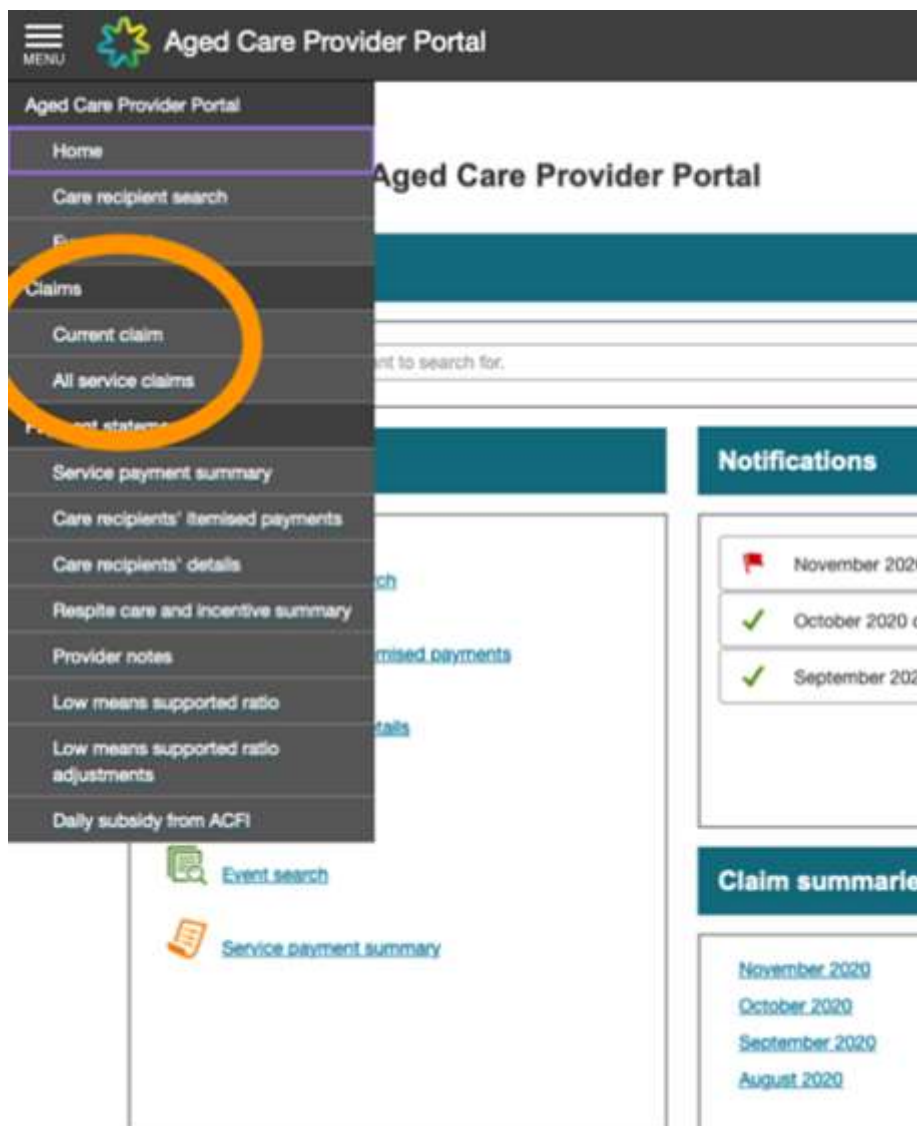 MENU
Aged Care Provider Portal
Aged Care Provider Portal
Home
Care recipient search
Claims
Current claim
All service claims
Service payment summary
Care recipients' itemised payments
Care recipients' details
Respite care and incentive summary
Provider notes
Low means supported ratio
Low means supported ratio
adjustments
Daily subsidy from ACFI
Aged Care Provider Portal
to search for.
payments
Event search
Service payment summary
Notifications
November 202
October 2020
September 202
Claim summarie
November 2020
October 2020
September 2020
August 2020